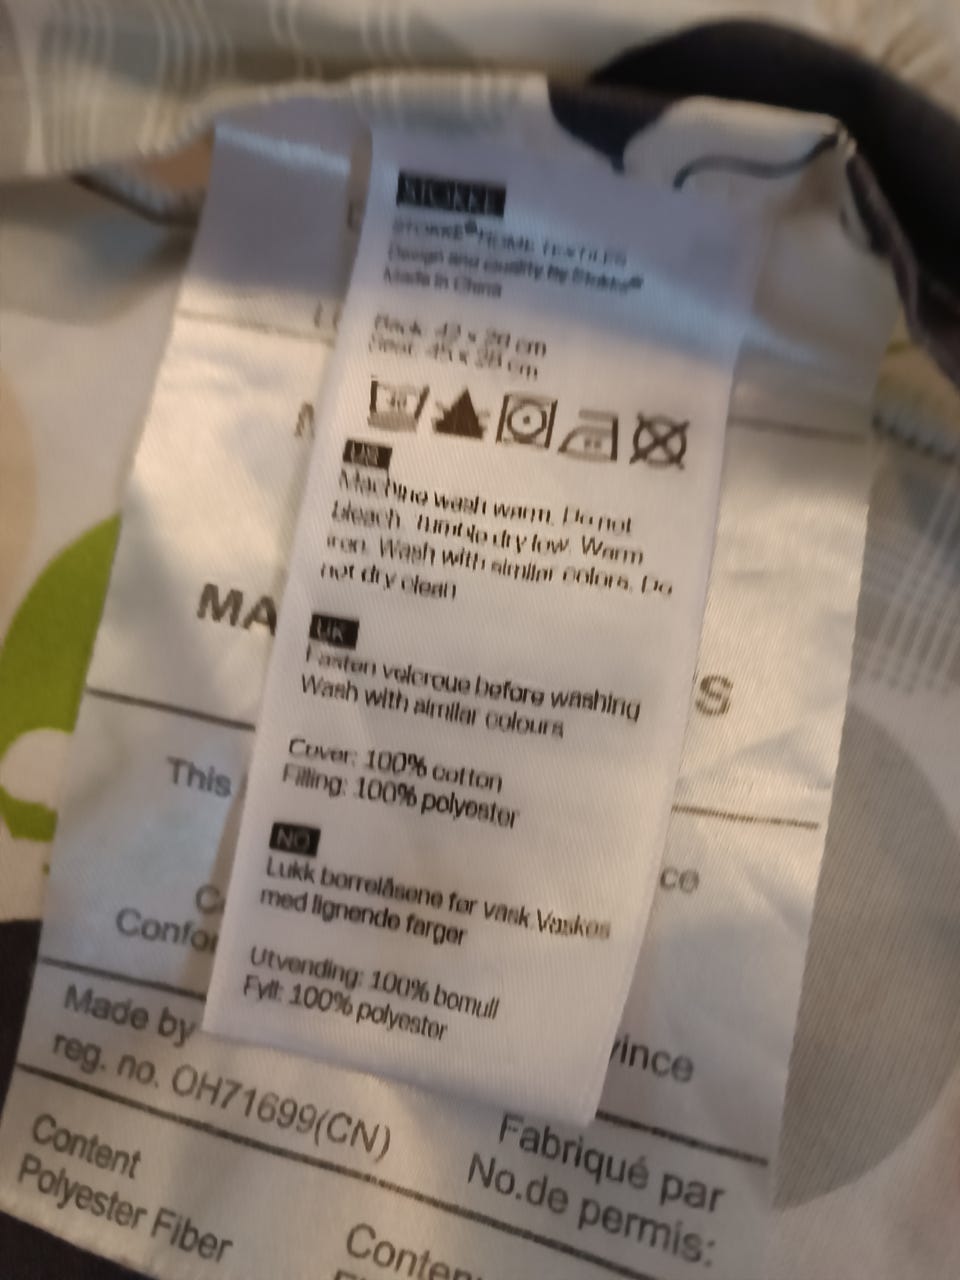 STOKKE
STOKKE® HOME TEXTILES
Design and quality by Stokke®
Made in China
Back: 42 x 28 cm
Seat: 45 x 28 cm
US
Machine wash warm. Do not
bleach. Tumble dry low. Warm
iron. Wash with similar colors. Do
not dry clean
UK
Fasten velcroue before washing
Wash with similar colours
Cover: 100% cotton
Filling: 100% polyester
NO
Lukk borrelåsene før vask. Vaskes
med lignende farger
Utvending: 100% bomull
Fyll: 100% polyester
MA
S
This
ce
Confor
Made by
vince
reg. no. OH71699(CN)
Fabriqué par
No.de permis:
Content
Polyester Fiber
Conten